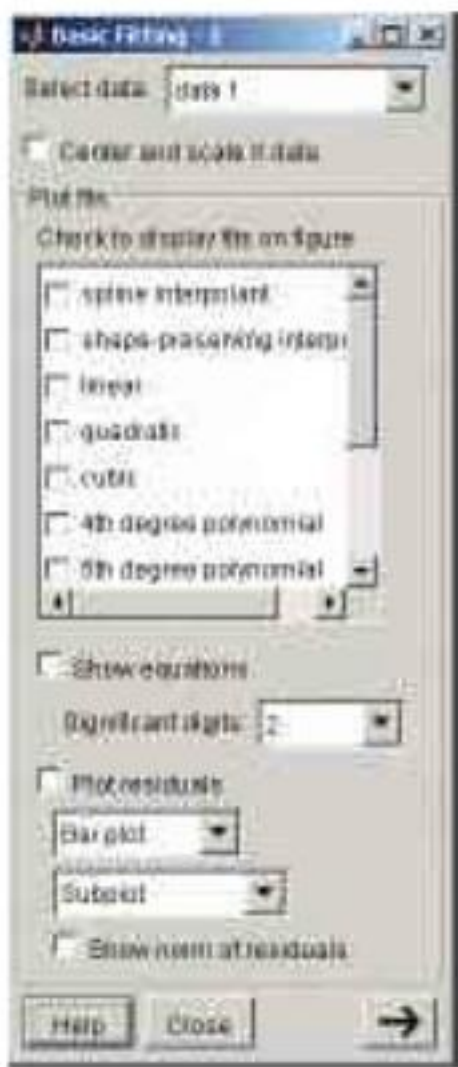 Basic Fitting - 1
Select data: data 1
Center and scale X data
Plot fits
Check to display fits on figure
spline interpolant
shape-preserving interp
linear
quadratic
cubic
4th degree polynomial
5th degree polynomial
Show equations
Significant digits: 2
Plot residuals
Bar plot
Subplot
Show norm of residuals
Help Close